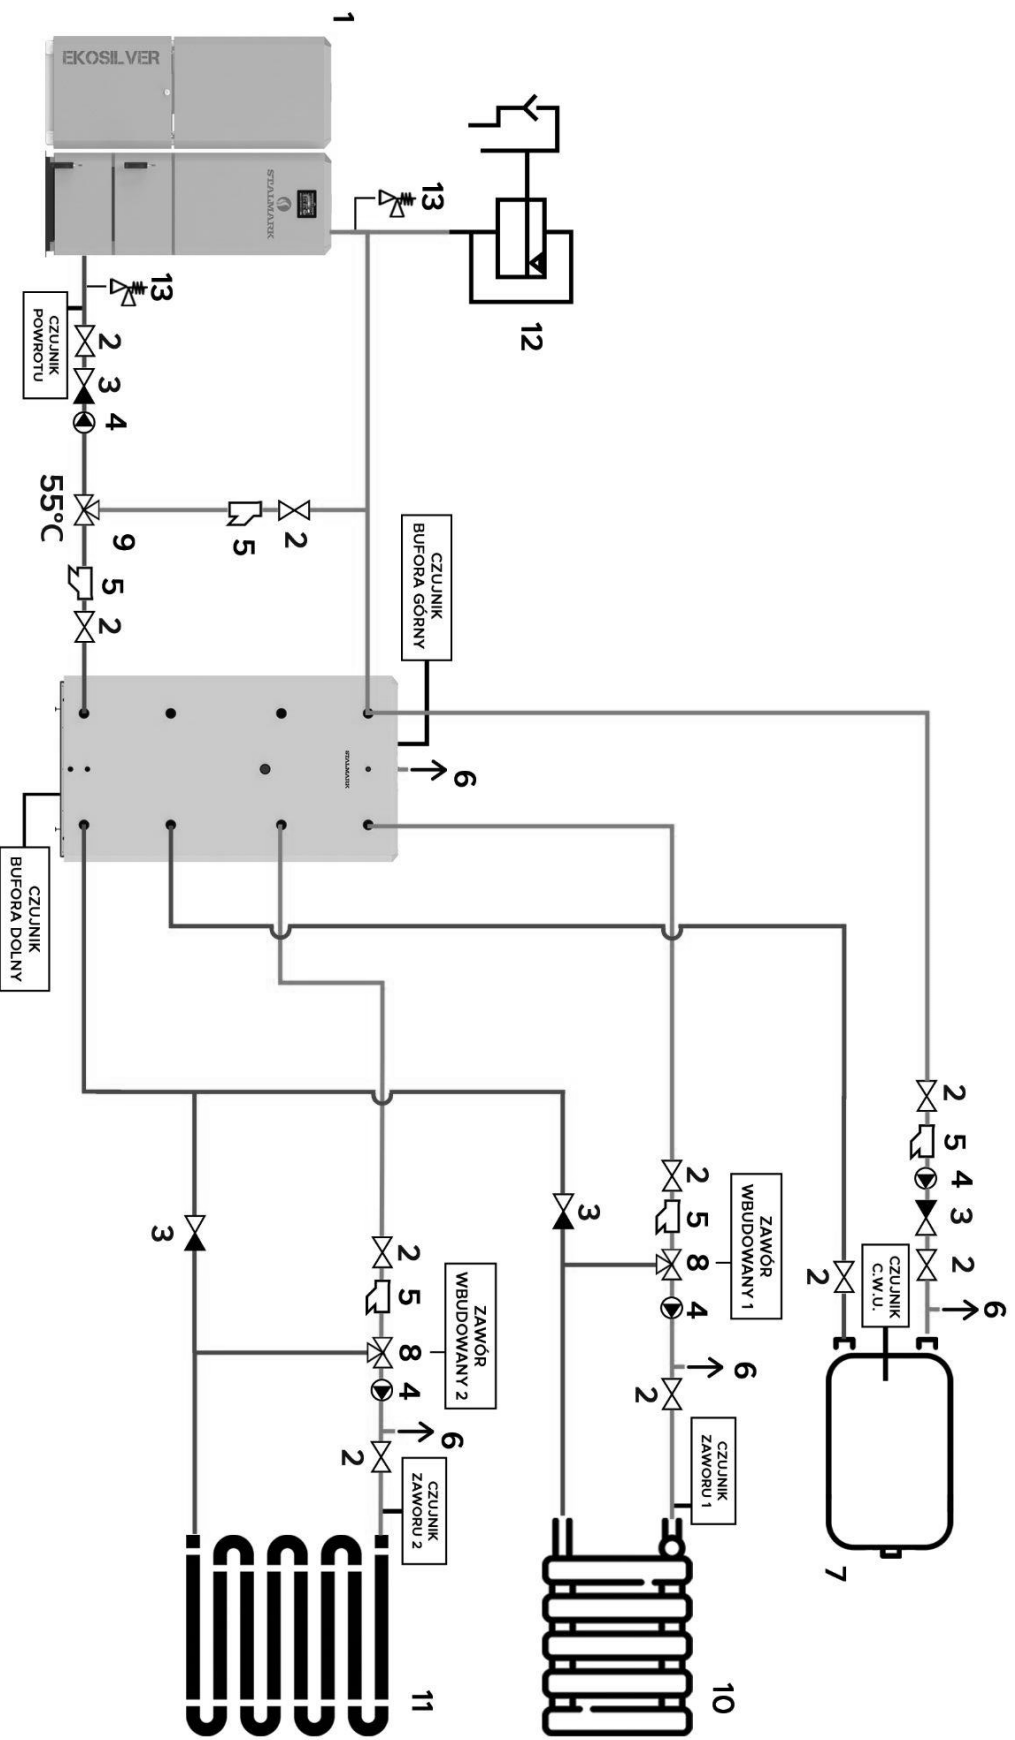 6
2 5 4 3 2
CZUJNIK
C.W.U.
7
2
ZAWÓR
WBUDOWANY 1
6
CZUJNIK
ZAWORU 1
10
2 5 8 4
2
3
12
ZAWÓR
WBUDOWANY 2
6
6
CZUJNIK
BUFORA GÓRNY
CZUJNIK
ZAWORU 2
13
11
2 5 8 4
1
2
STALMARK
STALMARK
2
5
EKOSILVER
13
3
2 3 4 9 5 2
55°C
CZUJNIK
POWROTU
CZUJNIK
BUFORA DOLNY